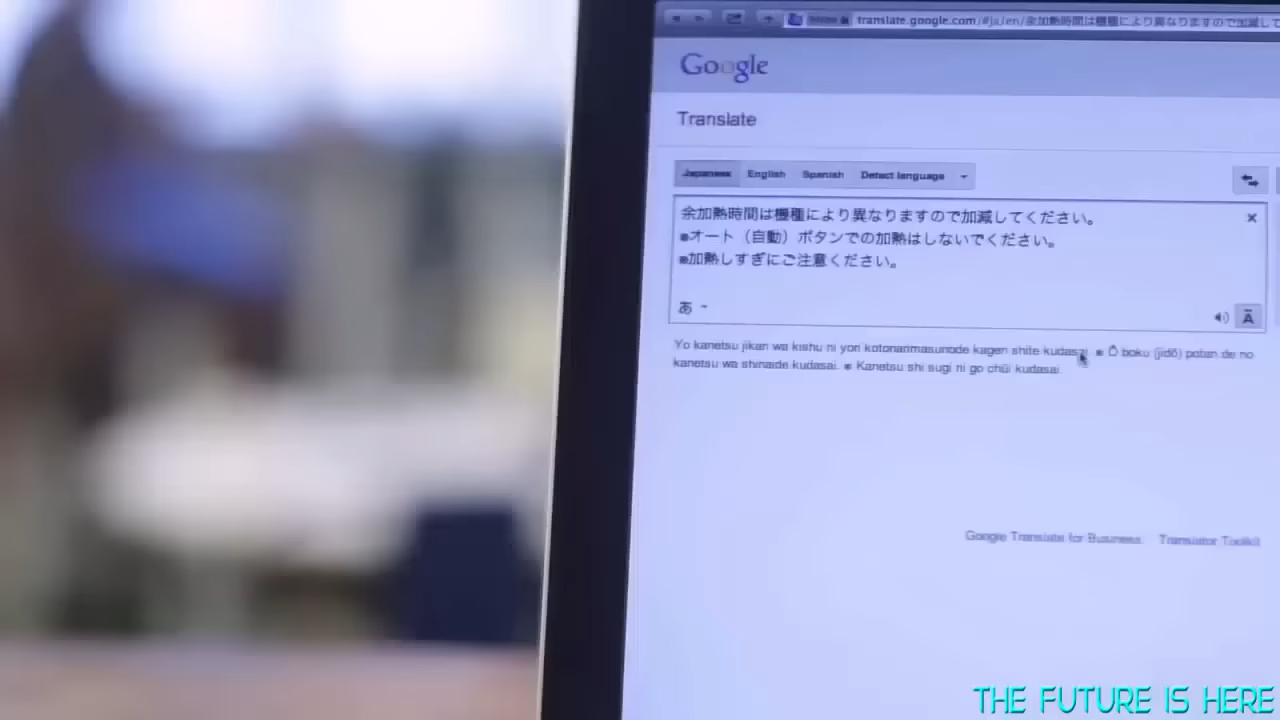 translate.google.com/#ja/en/余加熱時間は機種により異なりますので加減して
Google
Translate
Japanese English Spanish Detect language
余加熱時間は機種により異なりますので加減してください。
■オート（自動）ボタンでの加熱はしないでください。
■加熱しすぎにご注意ください。
あ
Ā
Yo kanetsu jikan wa kishu ni yori kotonarimasunode kagen shite kudasai. ■ Ō boku (jidō) botan de no
kanetsu wa shinaide kudasai. ■ Kanetsu shi sugi ni go chūi kudasai.
Google Translate for Business: Translator Toolkit
THE FUTURE IS HERE